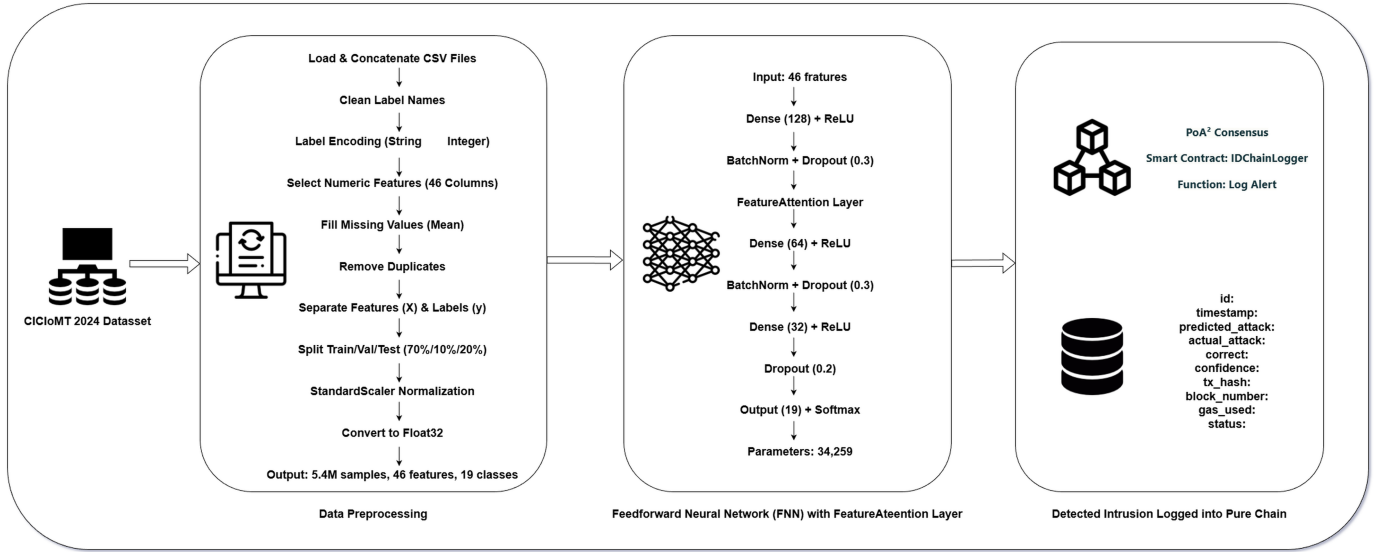 CICIoMT 2024 Dataset
Load & Concatenate CSV Files
Clean Label Names
Label Encoding (String Integer)
Select Numeric Features (46 Columns)
Fill Missing Values (Mean)
Remove Duplicates
Separate Features (X) & Labels (y)
Split Train/Val/Test (70%/10%/20%)
StandardScaler Normalization
Convert to Float32
Output: 5.4M samples, 46 features, 19 classes
Data Preprocessing
Input: 46 fratures
Dense (128) + ReLU
BatchNorm + Dropout (0.3)
FeatureAttention Layer
Dense (64) + ReLU
BatchNorm + Dropout (0.3)
Dense (32) + ReLU
Dropout (0.2)
Output (19) + Softmax
Parameters: 34,259
Feedforward Neural Network (FNN) with FeatureAteention Layer
PoA² Consensus
Smart Contract: IDChainLogger
Function: Log Alert
id:
timestamp:
predicted_attack:
actual_attack:
correct:
confidence:
tx_hash:
block_number:
gas_used:
status:
Detected Intrusion Logged into Pure Chain